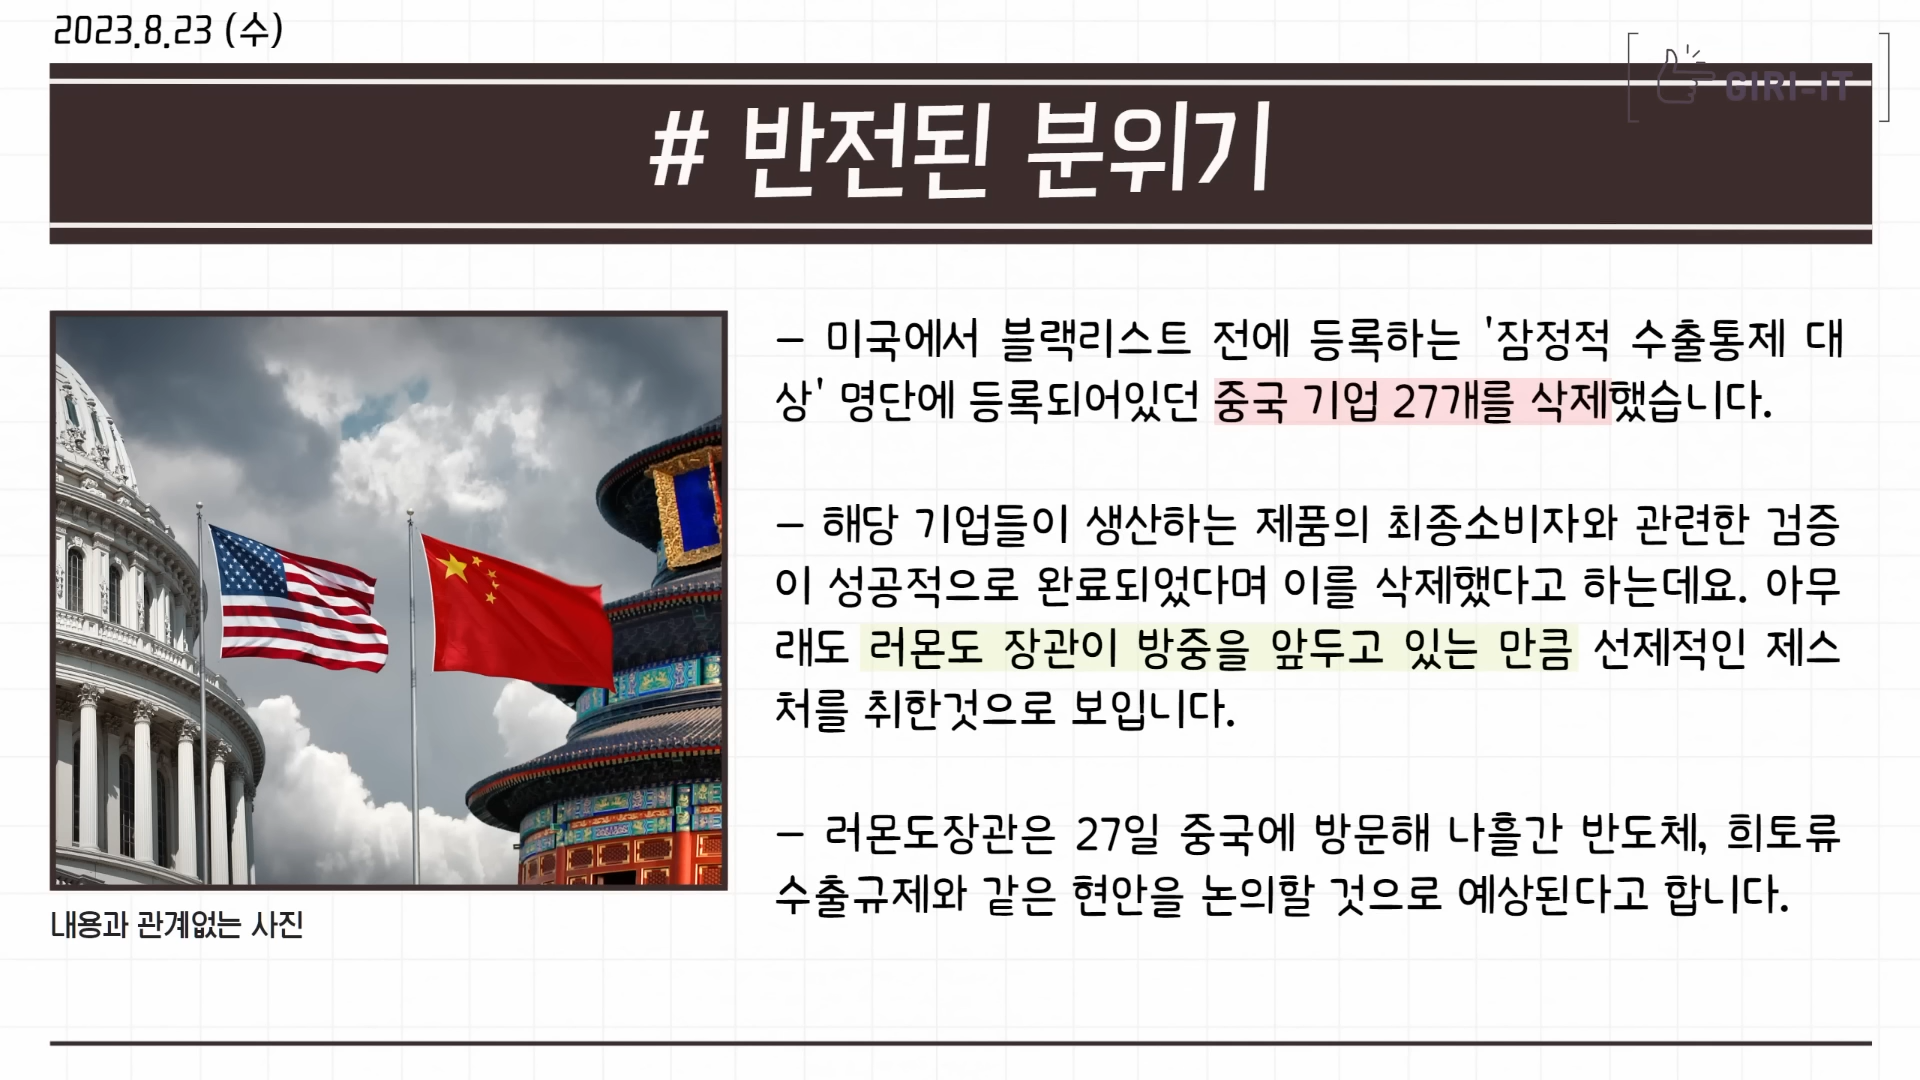 2023.8.23 (수)
GIRI-IT
# 반전된 분위기
- 미국에서 블랙리스트 전에 등록하는 '잠정적 수출통제 대
상' 명단에 등록되어있던 중국 기업 27개를 삭제했습니다.
- 해당 기업들이 생산하는 제품의 최종소비자와 관련한 검증
이 성공적으로 완료되었다며 이를 삭제했다고 하는데요. 아무
래도 러몬도 장관이 방중을 앞두고 있는 만큼 선제적인 제스
처를 취한것으로 보입니다.
- 러몬도장관은 27일 중국에 방문해 나흘간 반도체, 희토류
수출규제와 같은 현안을 논의할 것으로 예상된다고 합니다.
내용과 관계없는 사진